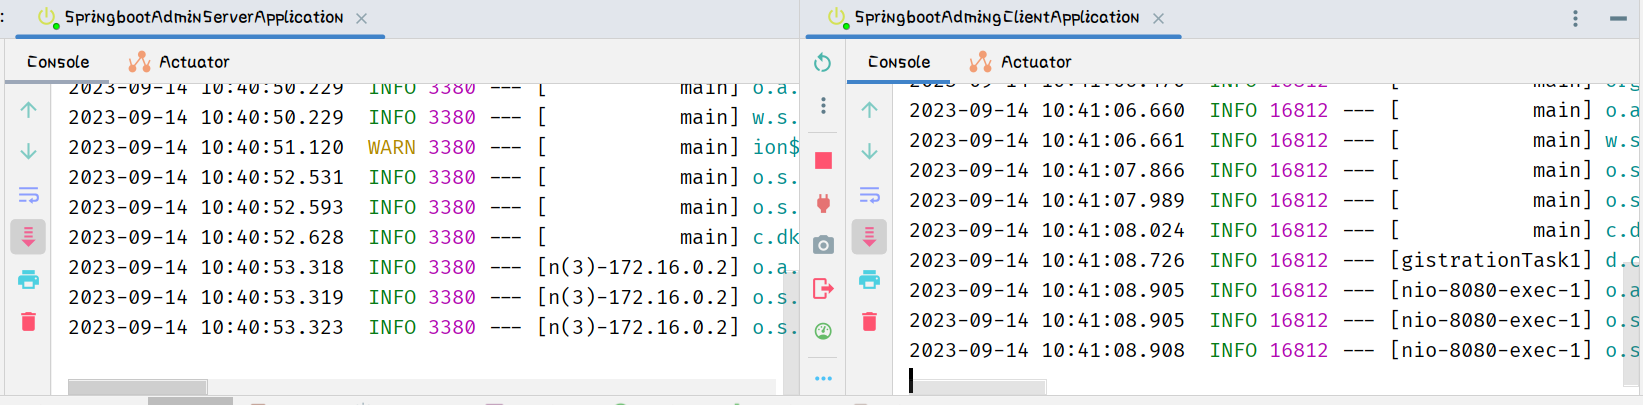 : SpringbootAdminServerApplication
Console Actuator
2023-09-14 10:40:50.229 INFO 3380 --- [ main] o.a.
2023-09-14 10:40:50.229 INFO 3380 --- [ main] w.s.
2023-09-14 10:40:51.120 WARN 3380 --- [ main] ion$
2023-09-14 10:40:52.531 INFO 3380 --- [ main] o.s.
2023-09-14 10:40:52.593 INFO 3380 --- [ main] o.s.
2023-09-14 10:40:52.628 INFO 3380 --- [ main] c.dk
2023-09-14 10:40:53.318 INFO 3380 --- [n(3)-172.16.0.2] o.a.
2023-09-14 10:40:53.319 INFO 3380 --- [n(3)-172.16.0.2] o.s.
2023-09-14 10:40:53.323 INFO 3380 --- [n(3)-172.16.0.2] o.s.
SpringbootAdmingClientApplication
Console Actuator
2023-09-14 10:41:06.470 INFO 16812 --- [ main] org
2023-09-14 10:41:06.660 INFO 16812 --- [ main] o.a
2023-09-14 10:41:06.661 INFO 16812 --- [ main] w.s
2023-09-14 10:41:07.866 INFO 16812 --- [ main] o.s
2023-09-14 10:41:07.989 INFO 16812 --- [ main] o.s
2023-09-14 10:41:08.024 INFO 16812 --- [ main] c.d
2023-09-14 10:41:08.726 INFO 16812 --- [gistrationTask1] d.c
2023-09-14 10:41:08.905 INFO 16812 --- [nio-8080-exec-1] o.a
2023-09-14 10:41:08.905 INFO 16812 --- [nio-8080-exec-1] o.s
2023-09-14 10:41:08.908 INFO 16812 --- [nio-8080-exec-1] o.s